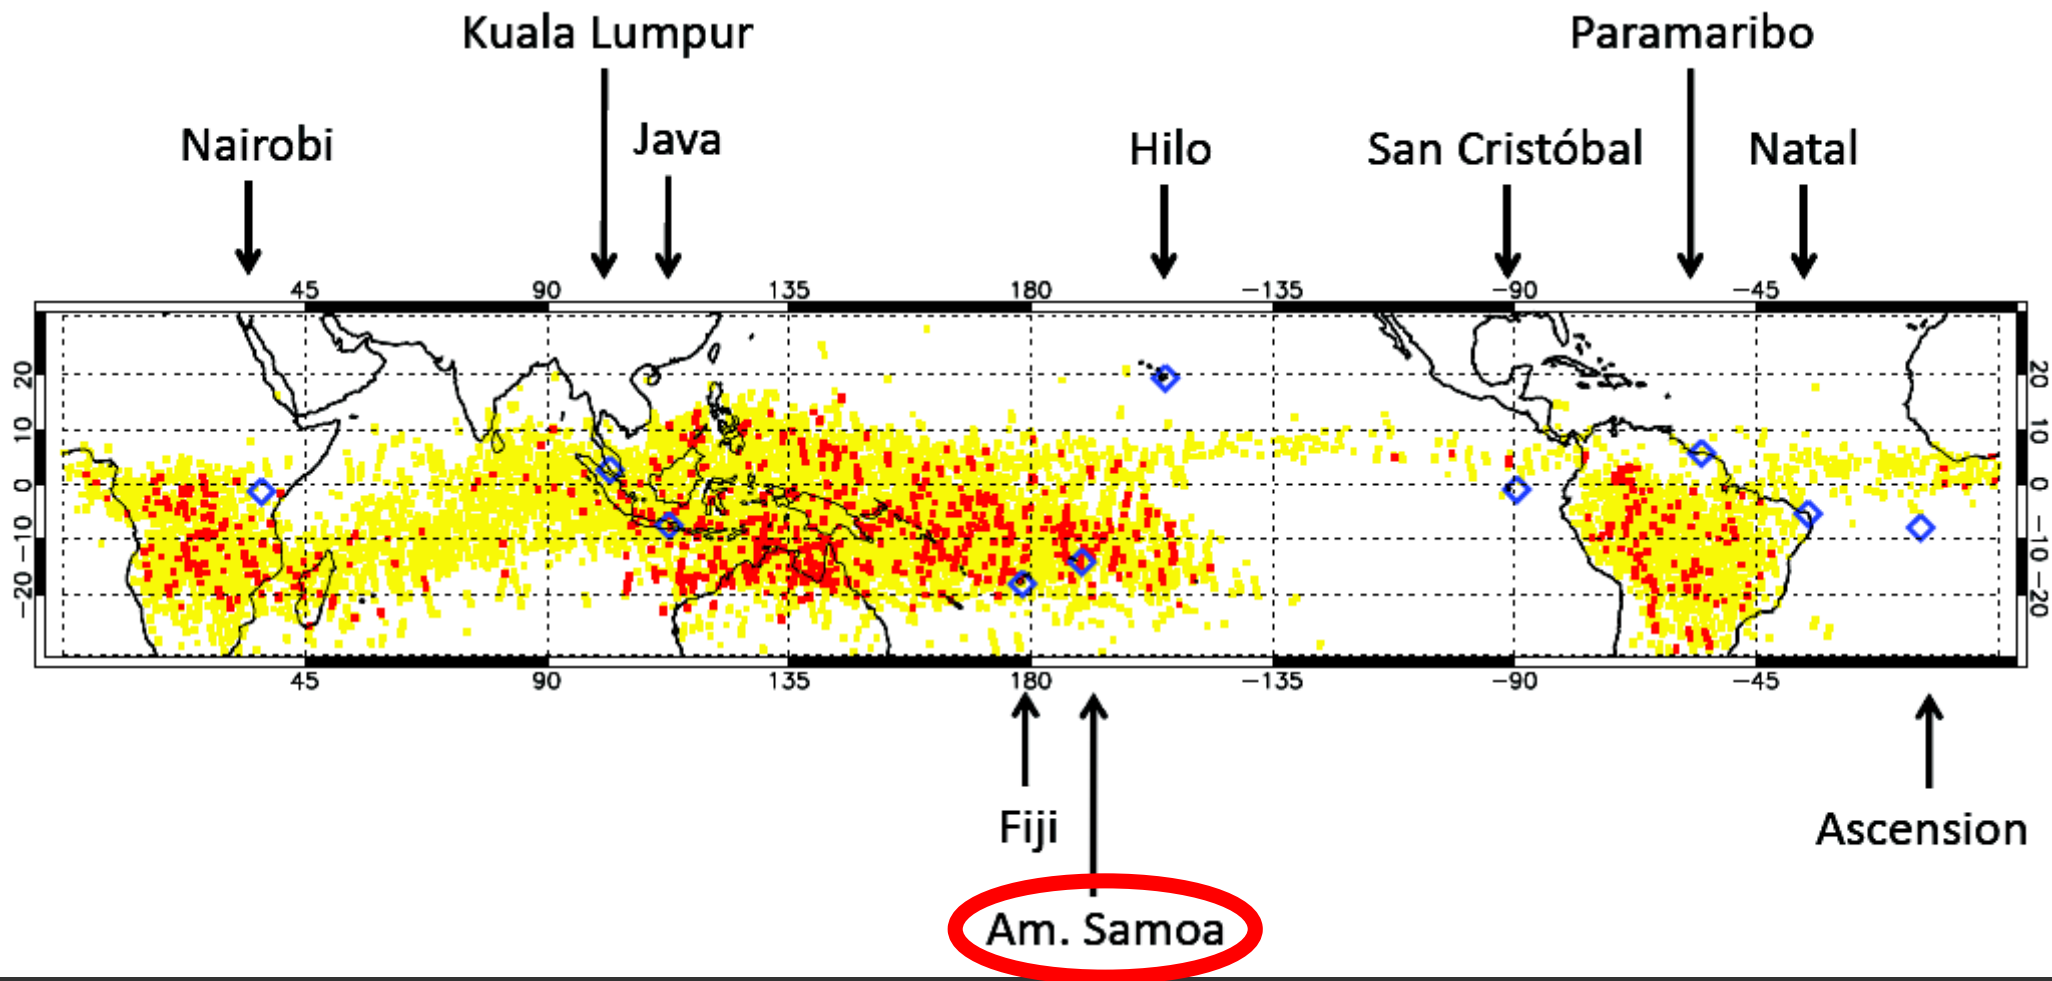 Kuala Lumpur
Paramaribo
Nairobi
Java
Hilo
San Cristóbal
Natal
45 90 135 180 −135 −90 −45
20 20
10 10
0 0
−10 −10
−20 −20
45 90 135 180 −135 −90 −45
Fiji
Ascension
Am. Samoa